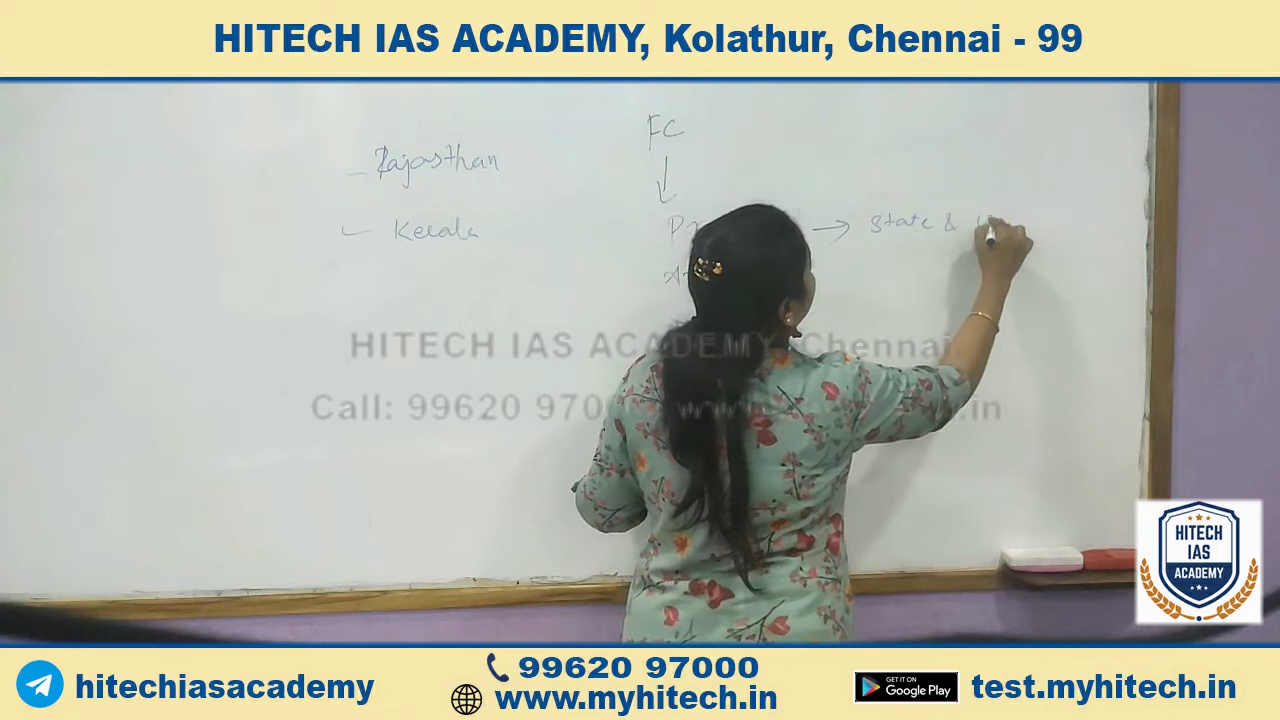 HITECH IAS ACADEMY, Kolathur, Chennai - 99
FC
Rajasthan
Kerala
→ State &
HITECH IAS ACADEMY, Chennai
Call: 99620 970
HITECH
IAS
ACADEMY
hitechiasacademy
99620 97000
www.myhitech.in
GET IT ON
Google Play
test.myhitech.in